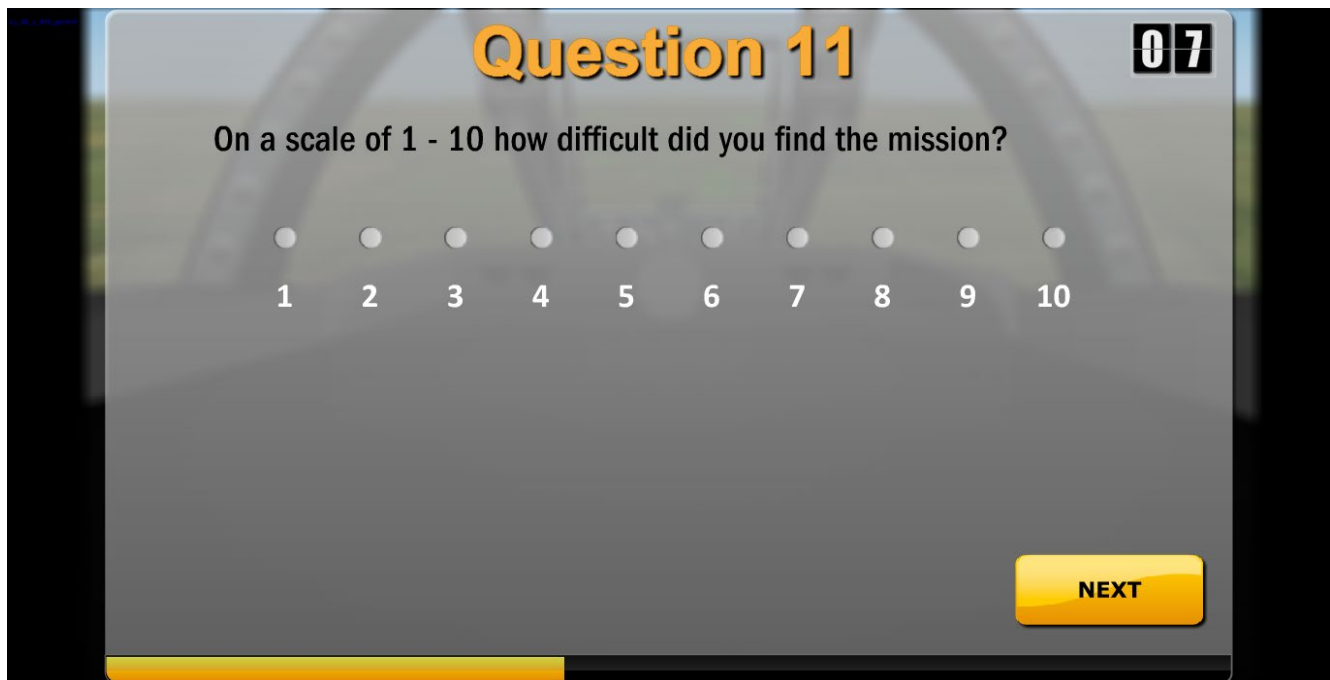 Question 11
07
On a scale of 1 - 10 how difficult did you find the mission?
1 2 3 4 5 6 7 8 9 10
NEXT